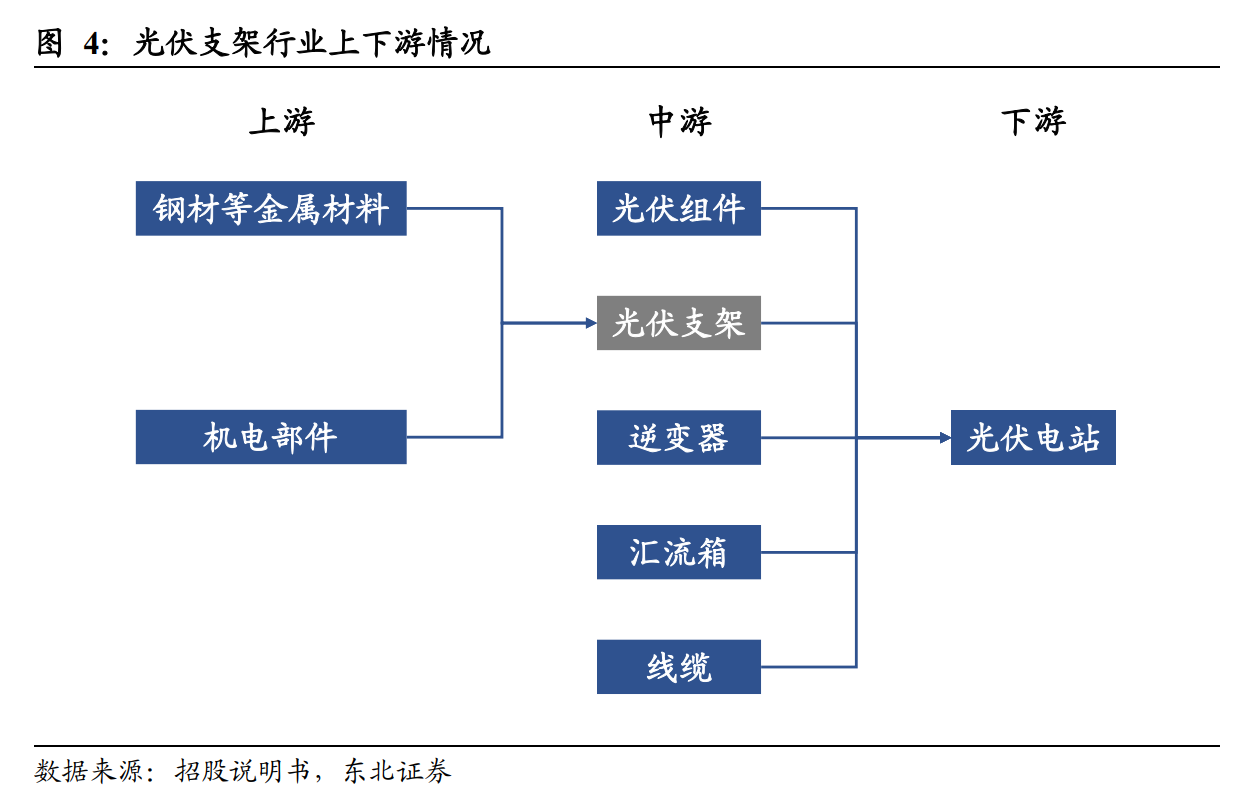 图 4：光伏支架行业上下游情况
上游
中游
下游
钢材等金属材料
光伏组件
光伏支架
机电部件
逆变器
光伏电站
汇流箱
线缆
数据来源：招股说明书，东北证券